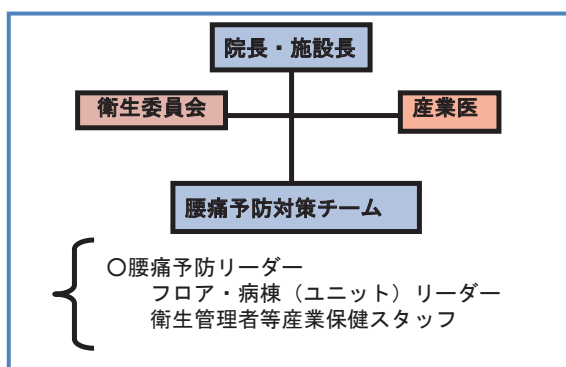 院長・施設長
衛生委員会
産業医
腰痛予防対策チーム
〇腰痛予防リーダー
フロア・病棟（ユニット）リーダー
衛生管理者等産業保健スタッフ